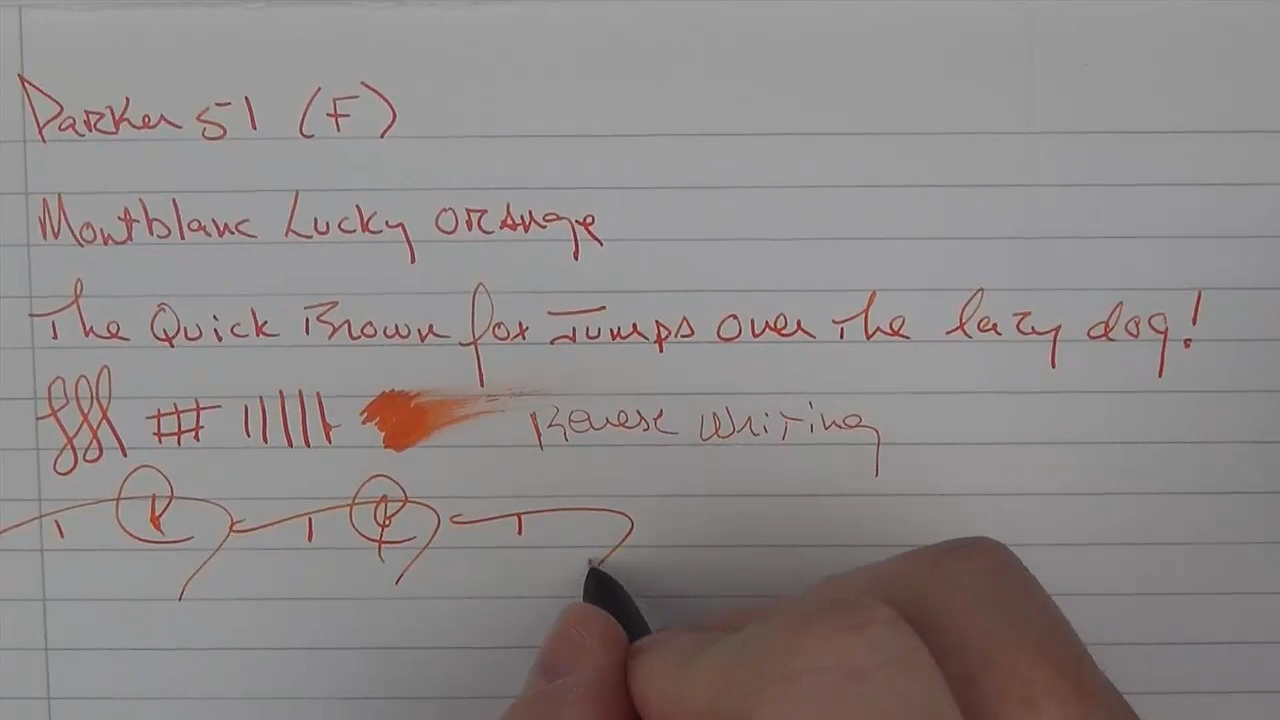 Parker 51 (F)
Montblanc Lucky Orange
The Quick Brown fox Jumps over The lazy dog!
fff # Reverse Writing